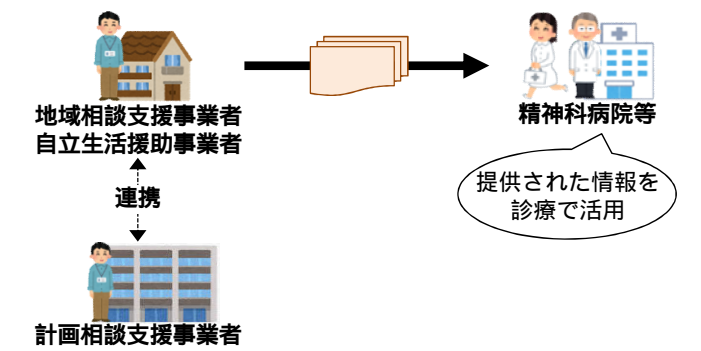 地域相談支援事業者
自立生活援助事業者
精神科病院等
提供された情報を
診療で活用
連携
計画相談支援事業者